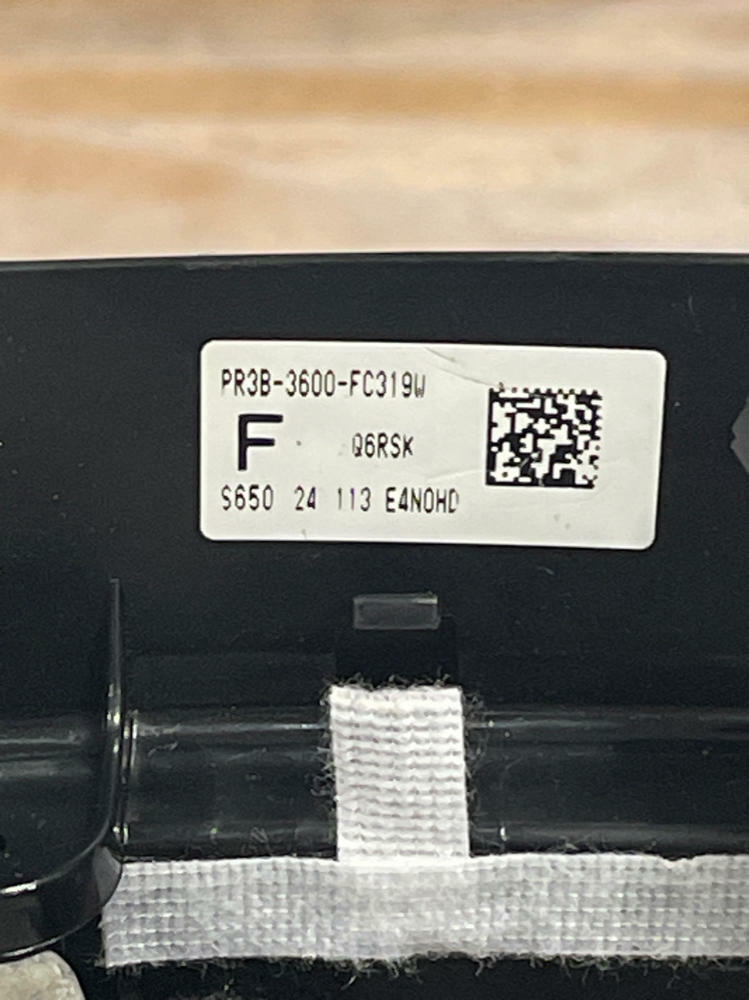 PR3B-3600-FC319W
F Q6RSK
S650 24 113 E4N0HD